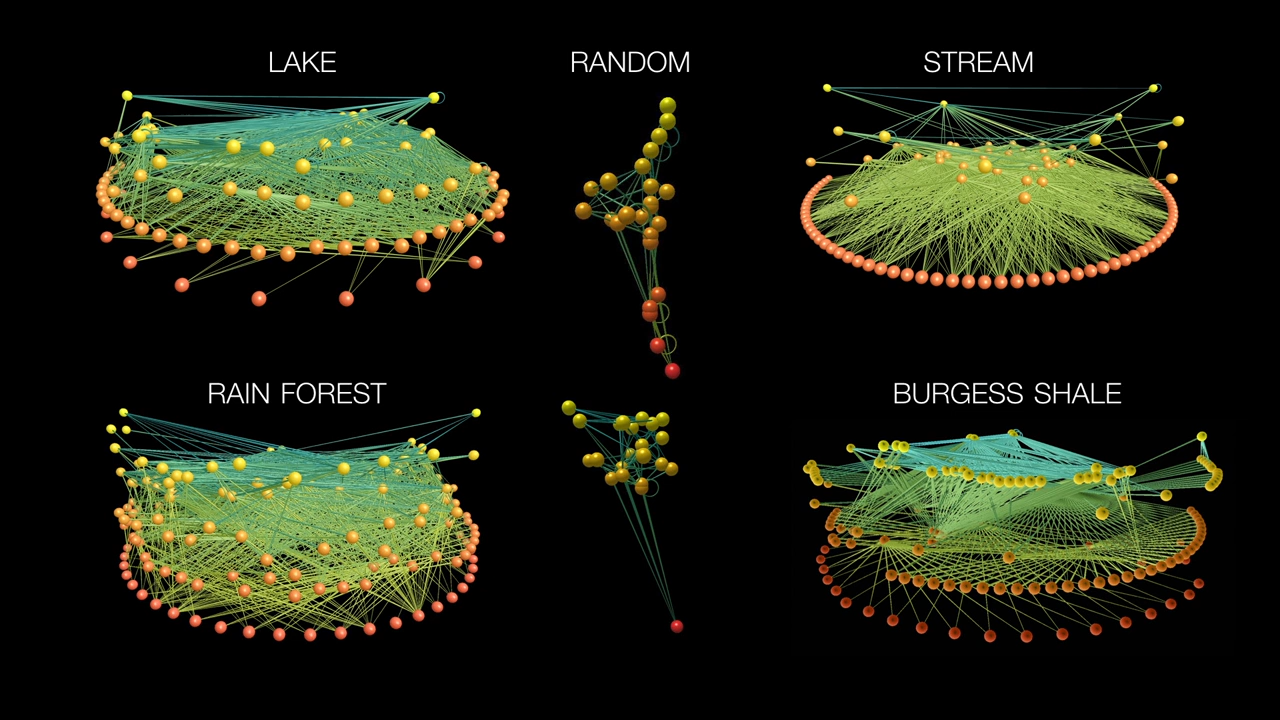 LAKE
RANDOM
STREAM
RAIN FOREST
BURGESS SHALE